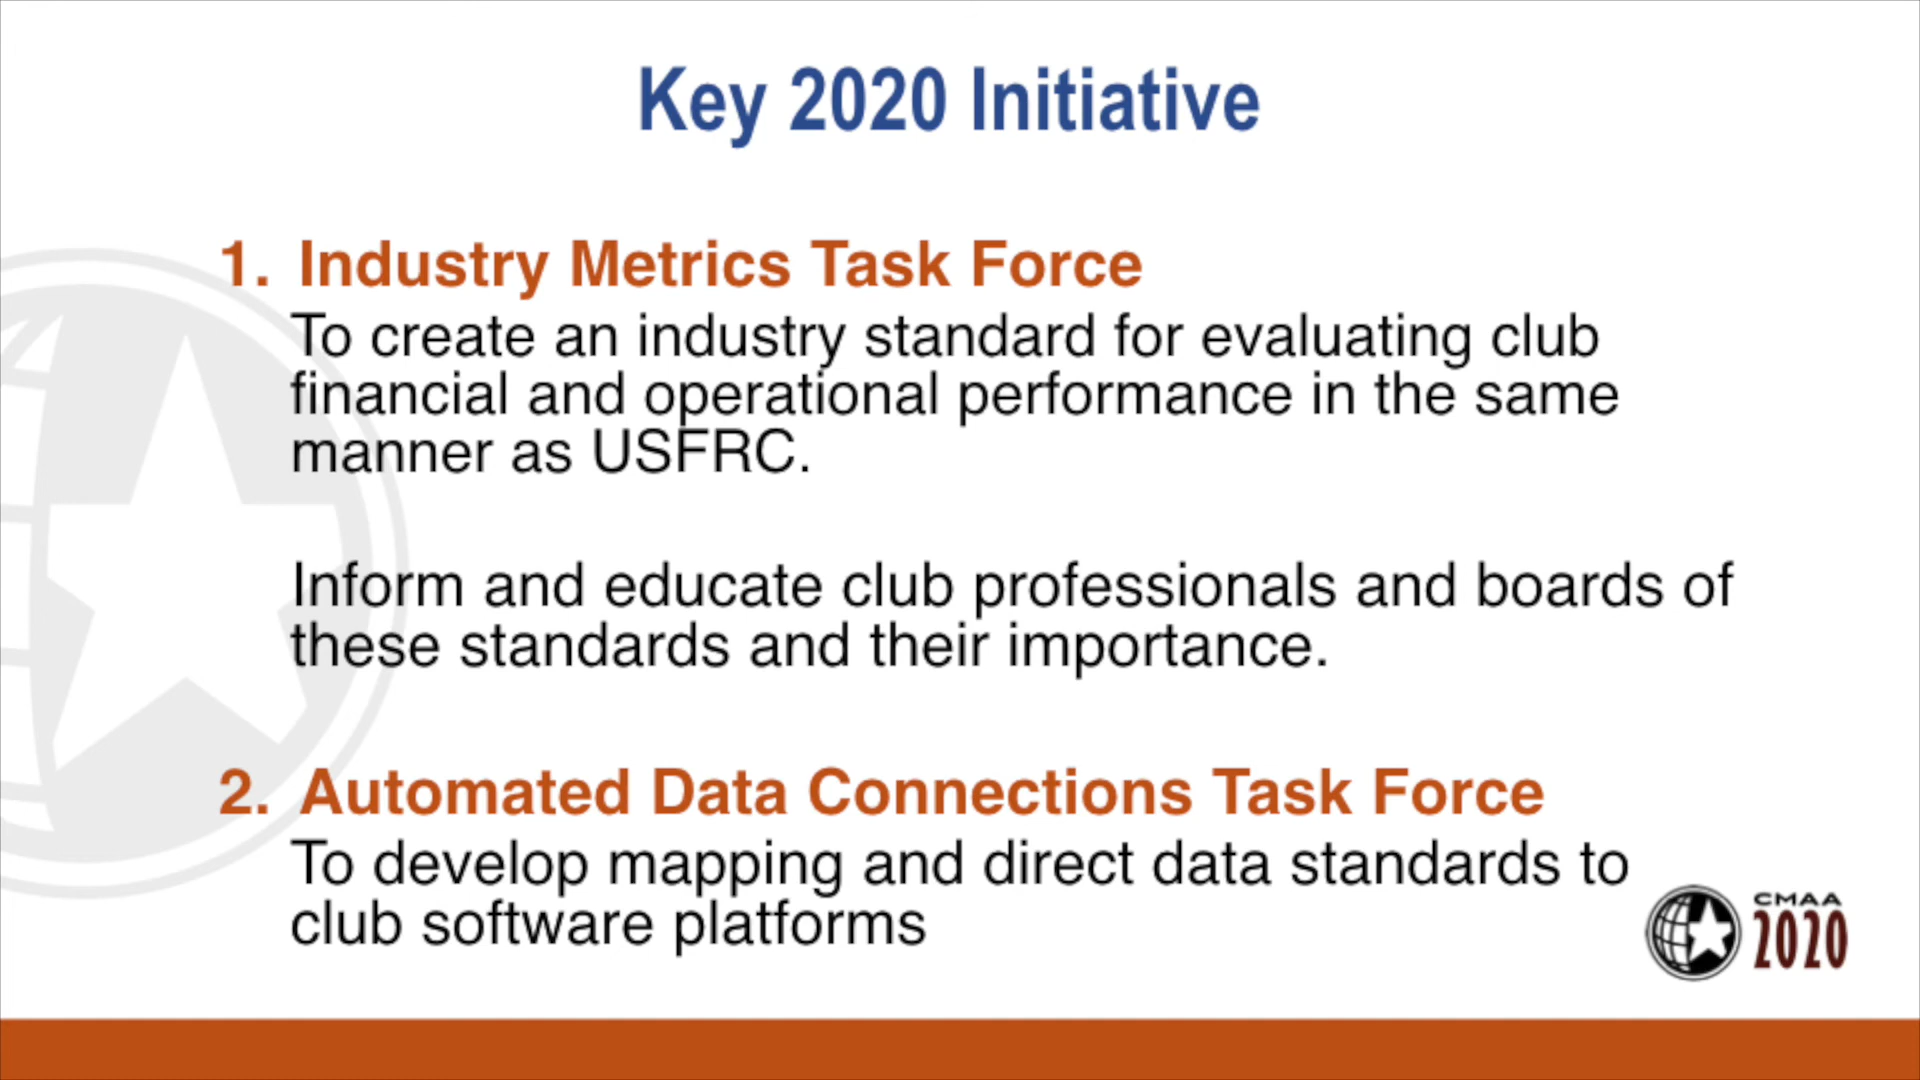 Key 2020 Initiative
1. Industry Metrics Task Force
To create an industry standard for evaluating club
financial and operational performance in the same
manner as USFRC.
Inform and educate club professionals and boards of
these standards and their importance.
2. Automated Data Connections Task Force
To develop mapping and direct data standards to
club software platforms
CMAA
2020